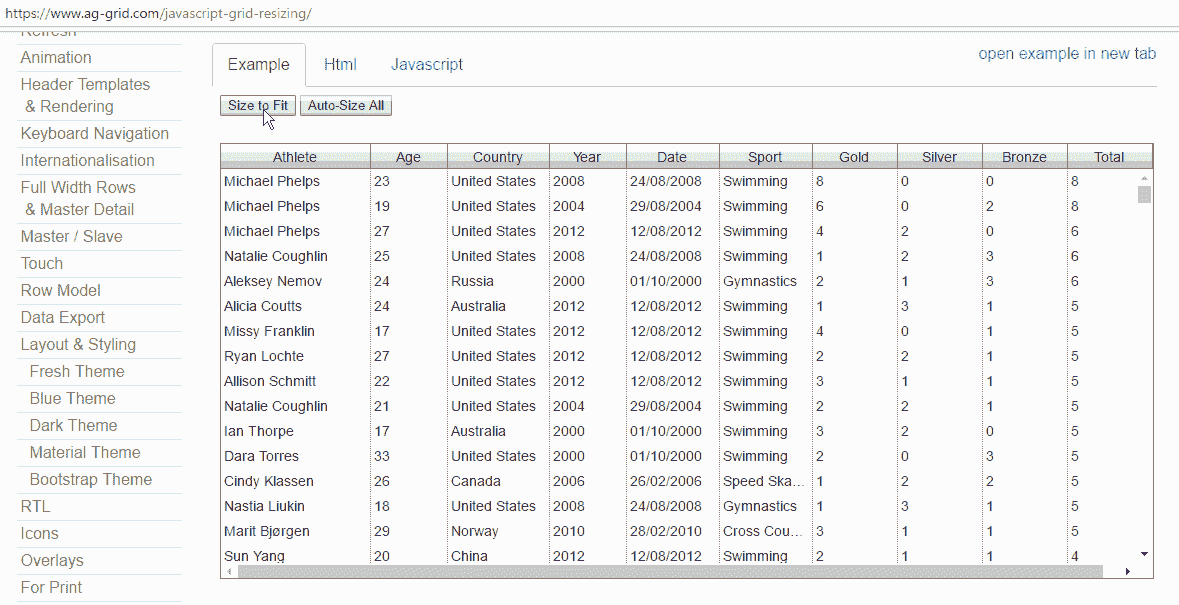 https://www.ag-grid.com/javascript-grid-resizing/
Refresh
Animation
Header Templates
& Rendering
Keyboard Navigation
Internationalisation
Full Width Rows
& Master Detail
Master / Slave
Touch
Row Model
Data Export
Layout & Styling
Fresh Theme
Blue Theme
Dark Theme
Material Theme
Bootstrap Theme
RTL
Icons
Overlays
For Print
Example Html Javascript
open example in new tab
Size to Fit Auto-Size All
Athlete Age Country Year Date Sport Gold Silver Bronze Total
Michael Phelps 23 United States 2008 24/08/2008 Swimming 8 0 0 8
Michael Phelps 19 United States 2004 29/08/2004 Swimming 6 0 2 8
Michael Phelps 27 United States 2012 12/08/2012 Swimming 4 2 0 6
Natalie Coughlin 25 United States 2008 24/08/2008 Swimming 1 2 3 6
Aleksey Nemov 24 Russia 2000 01/10/2000 Gymnastics 2 1 3 6
Alicia Coutts 24 Australia 2012 12/08/2012 Swimming 1 3 1 5
Missy Franklin 17 United States 2012 12/08/2012 Swimming 4 0 1 5
Ryan Lochte 27 United States 2012 12/08/2012 Swimming 2 2 1 5
Allison Schmitt 22 United States 2012 12/08/2012 Swimming 3 1 1 5
Natalie Coughlin 21 United States 2004 29/08/2004 Swimming 2 2 1 5
Ian Thorpe 17 Australia 2000 01/10/2000 Swimming 3 2 0 5
Dara Torres 33 United States 2000 01/10/2000 Swimming 2 0 3 5
Cindy Klassen 26 Canada 2006 26/02/2006 Speed Ska... 1 2 2 5
Nastia Liukin 18 United States 2008 24/08/2008 Gymnastics 1 3 1 5
Marit Bjørgen 29 Norway 2010 28/02/2010 Cross Cou... 3 1 1 5
Sun Yang 20 China 2012 12/08/2012 Swimming 2 1 1 4